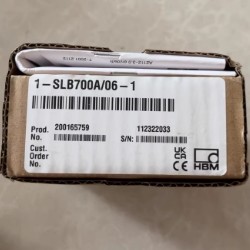 1-SLB700A/06-1
Prod. 200165759 112322033
No. S/N:
Cust.
Order
No.
UK
CA
CE
HBM